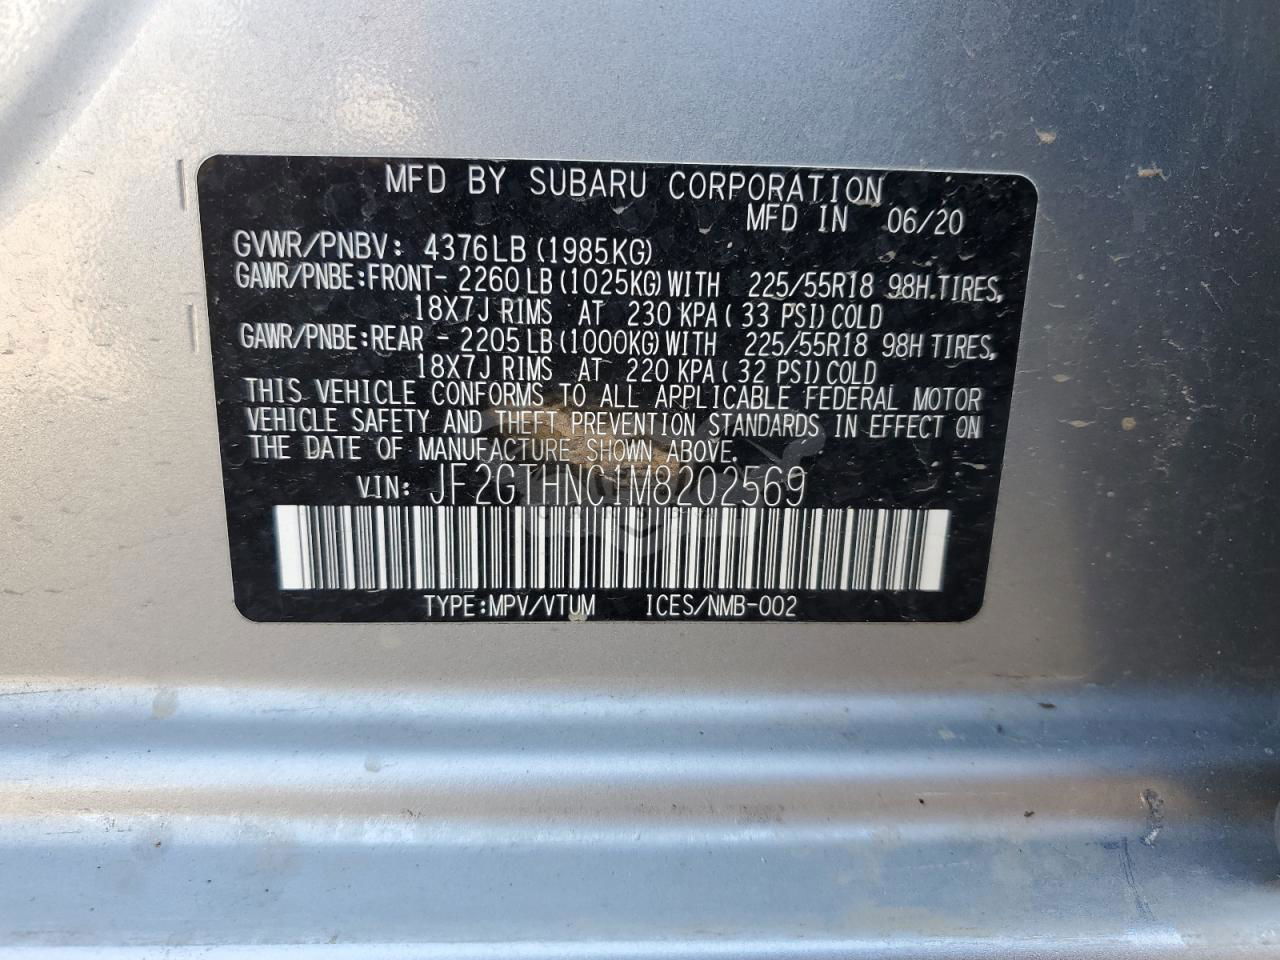 MFD BY SUBARU CORPORATION
MFD IN 06/20
GVWR/PNBV: 4376LB (1985KG)
GAWR/PNBE:FRONT- 2260 LB (1025KG) WITH 225/55R18 98H.TIRES,
18X7J RIMS AT 230 KPA ( 33 PSI) COLD
GAWR/PNBE:REAR - 2205 LB (1000KG) WITH 225/55R18 98H TIRES,
18X7J RIMS AT 220 KPA ( 32 PSI) COLD
THIS VEHICLE CONFORMS TO ALL APPLICABLE FEDERAL MOTOR
VEHICLE SAFETY AND THEFT PREVENTION STANDARDS IN EFFECT ON
THE DATE OF MANUFACTURE SHOWN ABOVE.
VIN: JF2GTHNC1M8202569
TYPE:MPV/VTUM ICES/NMB-002